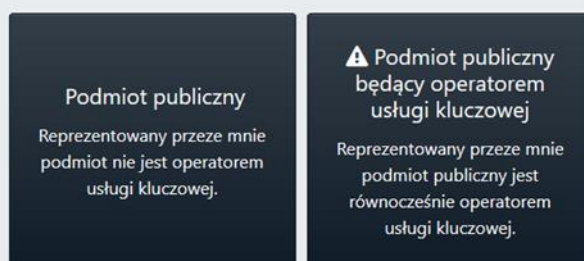 Podmiot publiczny
Reprezentowany przeze mnie
podmiot nie jest operatorem
usługi kluczowej.
Podmiot publiczny
będący operatorem
usługi kluczowej
Reprezentowany przeze mnie
podmiot publiczny jest
równocześnie operatorem
usługi kluczowej.